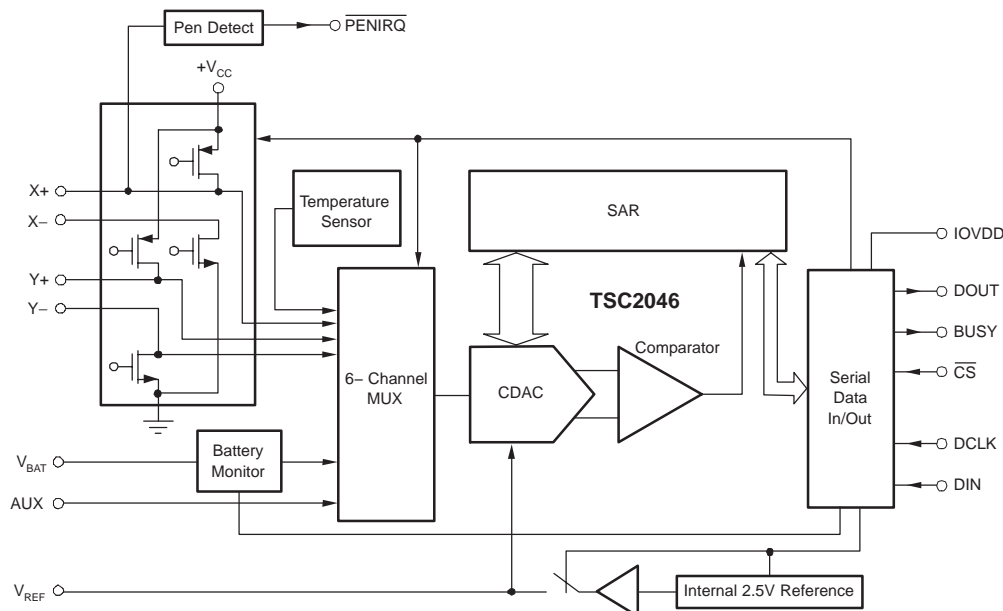 Pen Detect
PENIRQ
+VCC
X+
X–
Y+
Y–
Temperature
Sensor
SAR
IOVDD
TSC2046
DOUT
BUSY
CS
DCLK
DIN
Comparator
6– Channel
MUX
CDAC
Serial
Data
In/Out
Battery
Monitor
VBAT
AUX
VREF
Internal 2.5V Reference